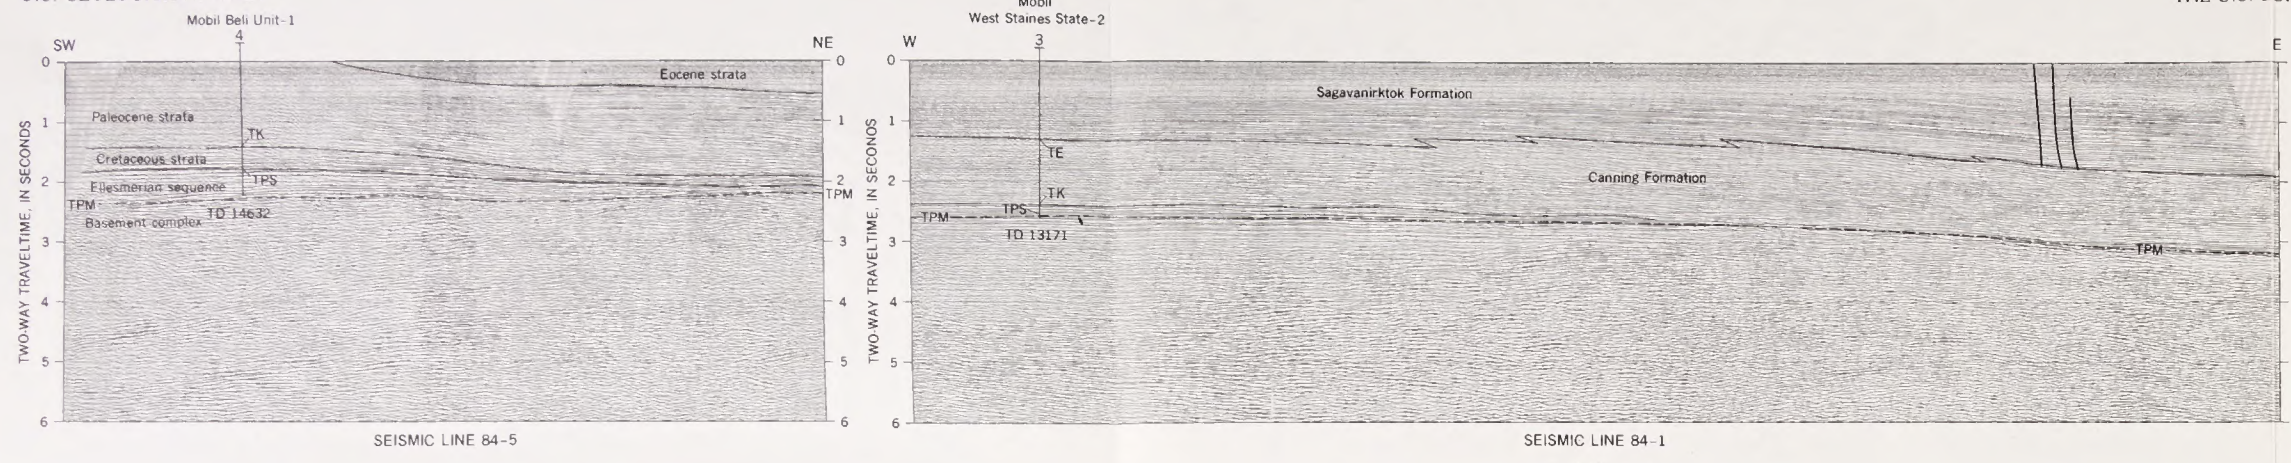 Mobil Beli Unit-1
4
SW
NE
0
1
2
3
4
5
6
TWO-WAY TRAVELTIME, IN SECONDS
Eocene strata
Paleocene strata
TK
Cretaceous strata
TPS
Ellesmerian sequence
TPM
TD 14632
Basement complex
0
1
2
TPM
3
4
5
6
SEISMIC LINE 84-5
Mobil
West Staines State-2
3
W
E
0
1
2
3
4
5
6
TWO-WAY TRAVELTIME, IN SECONDS
Sagavanirktok Formation
TE
Canning Formation
TK
TPS
TPM
TD 13171
TPM
SEISMIC LINE 84-1